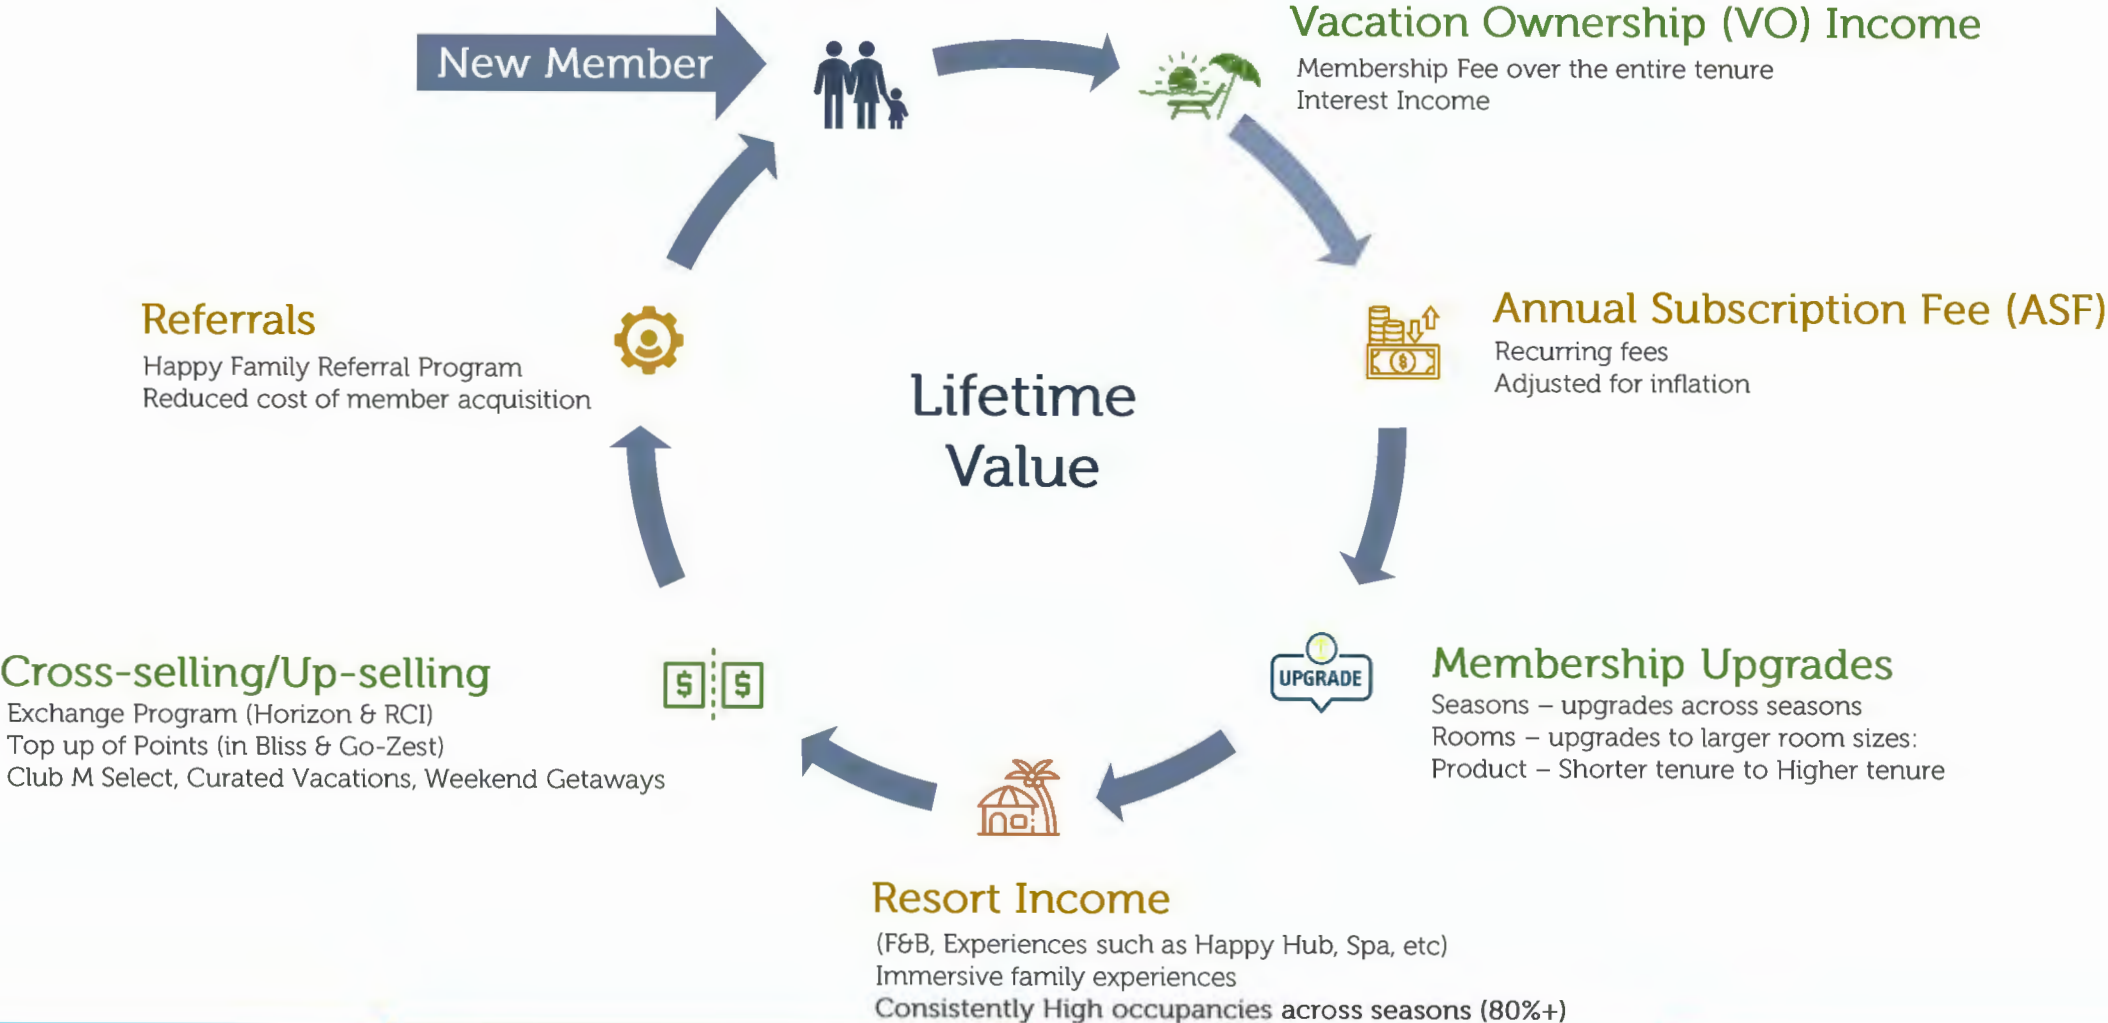 New Member
Vacation Ownership (VO) Income
Membership Fee over the entire tenure
Interest Income
Annual Subscription Fee (ASF)
Recurring fees
Adjusted for inflation
UPGRADE
Membership Upgrades
Seasons – upgrades across seasons
Rooms – upgrades to larger room sizes:
Product – Shorter tenure to Higher tenure
Resort Income
(F&B, Experiences such as Happy Hub, Spa, etc)
Immersive family experiences
Consistently High occupancies across seasons (80%+)
Cross-selling/Up-selling
Exchange Program (Horizon & RCI)
Top up of Points (in Bliss & Go-Zest)
Club M Select, Curated Vacations, Weekend Getaways
$ $
Referrals
Happy Family Referral Program
Reduced cost of member acquisition
Lifetime
Value
$